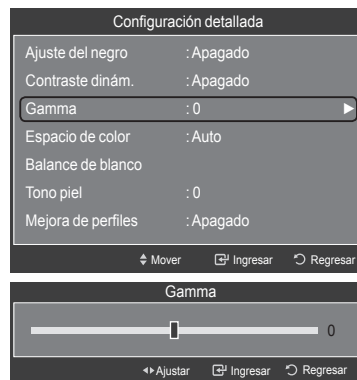 Configuración detallada
Ajuste del negro : Apagado
Contraste dinám. : Apagado
Gamma : 0
Espacio de color : Auto
Balance de blanco
Tono piel : 0
Mejora de perfiles : Apagado
Mover Ingresar Regresar
Gamma
0
Ajustar Ingresar Regresar